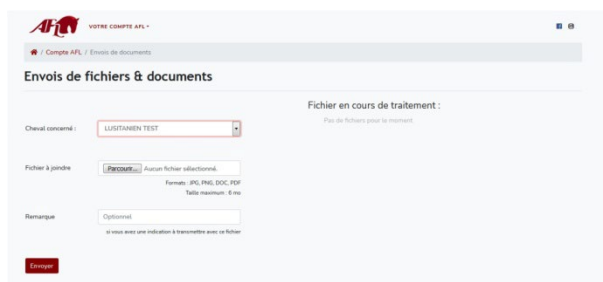 AFL
VOTRE COMPTE AFL
/ Compte AFL / Envois de documents
Envois de fichiers & documents
Fichier en cours de traitement :
Pas de fichiers pour le moment.
Cheval concerné : LUSITANIEN TEST
Fichier à joindre Parcourir... Aucun fichier sélectionné.
Formats : JPG, PNG, DOC, PDF
Taille maximum : 6 mo
Remarque Optionnel
si vous avez une indication à transmettre avec ce fichier
Envoyer